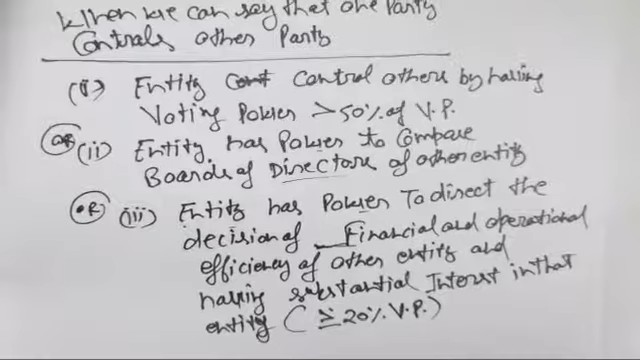 When we can say that one Party
Controls other Party
(i) Entity control others by having
Voting Power > 50% of V.P.
OR (ii) Entity has Power to Compare
Boards of Directors of other entity
OR (iii) Entity has Power To direct the
decision of Financial and operational
efficiency of other entity and
having substantial Interest in that
entity ( ≥ 20% V.P.)